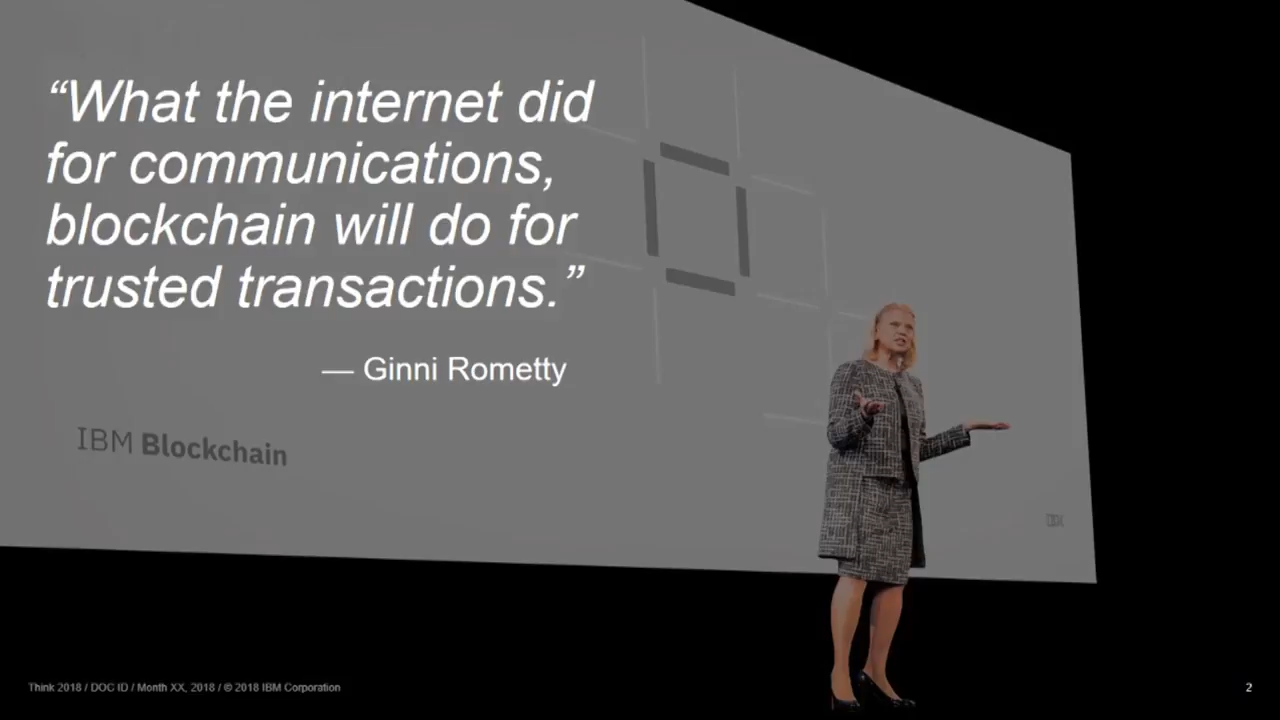 “What the internet did
for communications,
blockchain will do for
trusted transactions.”
— Ginni Rometty
IBM Blockchain
IBM
Think 2018 / DOC ID / Month XX, 2018 / © 2018 IBM Corporation
2